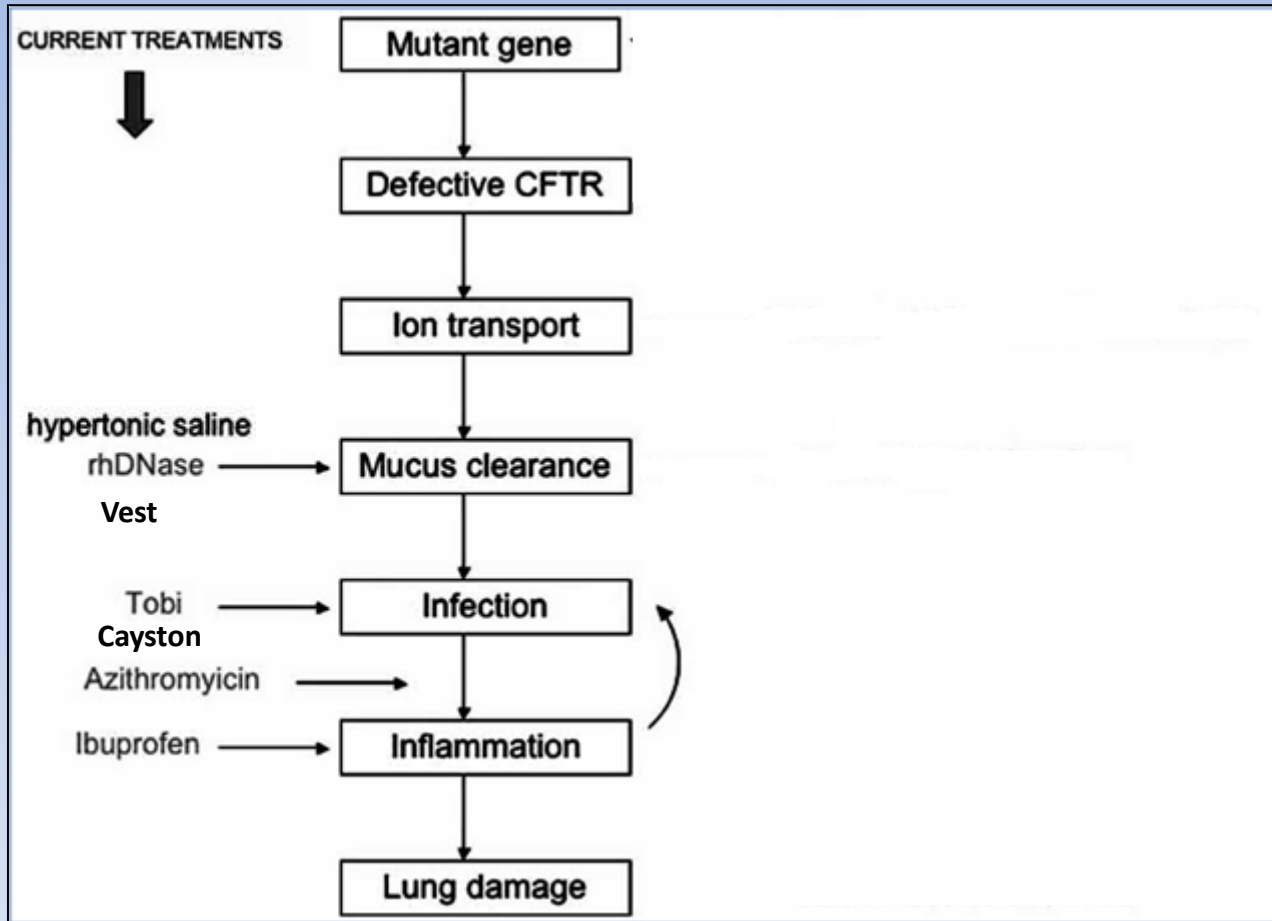 CURRENT TREATMENTS
Mutant gene
Defective CFTR
Ion transport
hypertonic saline
rhDNase
Mucus clearance
Vest
Tobi
Infection
Cayston
Azithromyicin
Ibuprofen
Inflammation
Lung damage